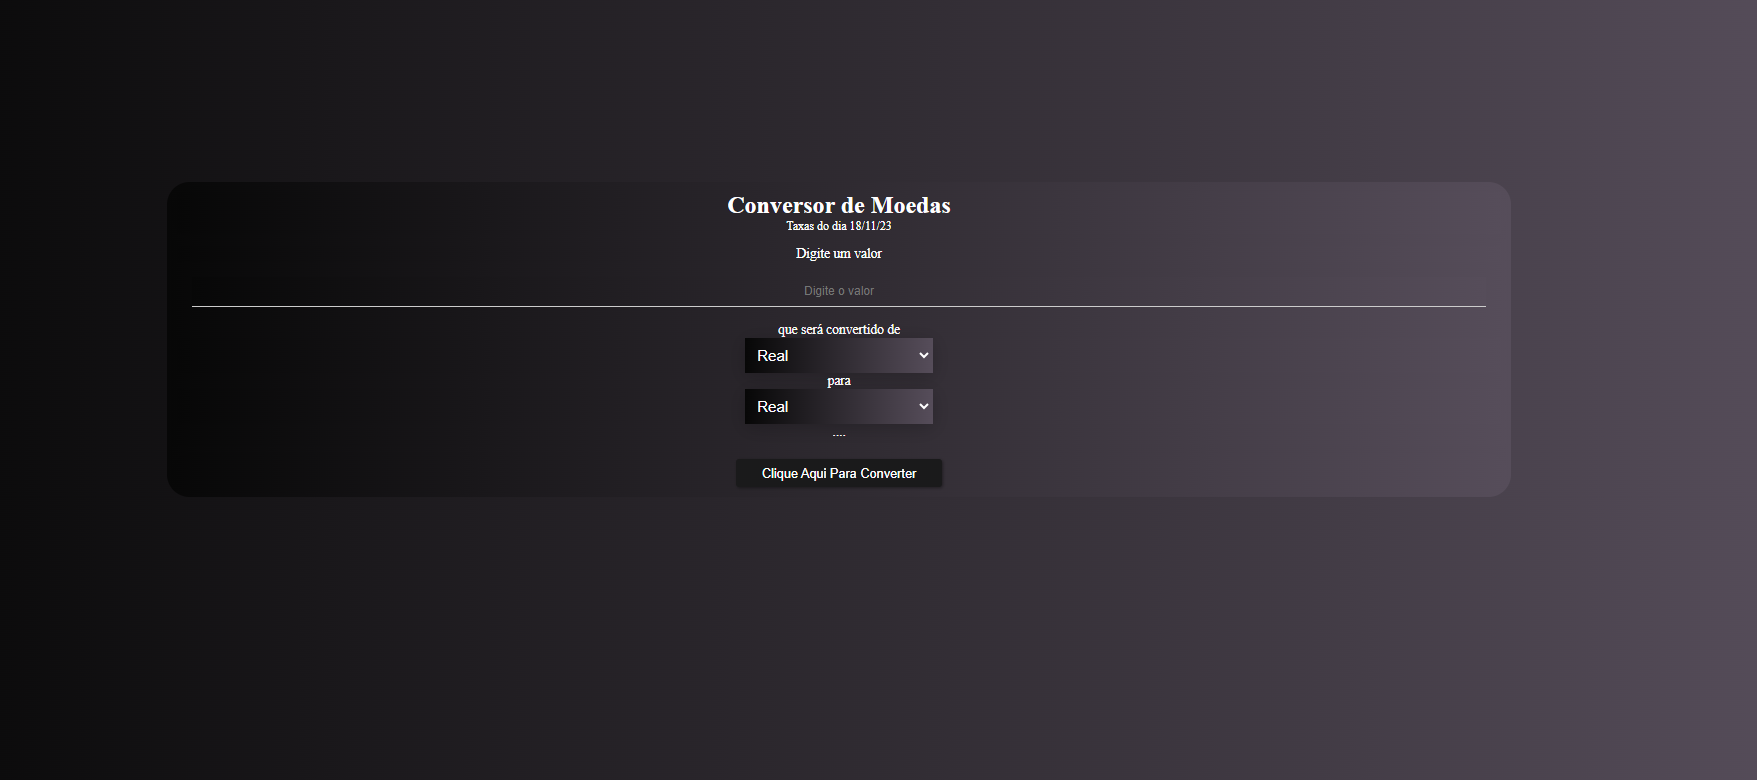 Conversor de Moedas
Taxas do dia 18/11/23
Digite um valor
Digite o valor
que será convertido de
Real
para
Real
----
Clique Aqui Para Converter